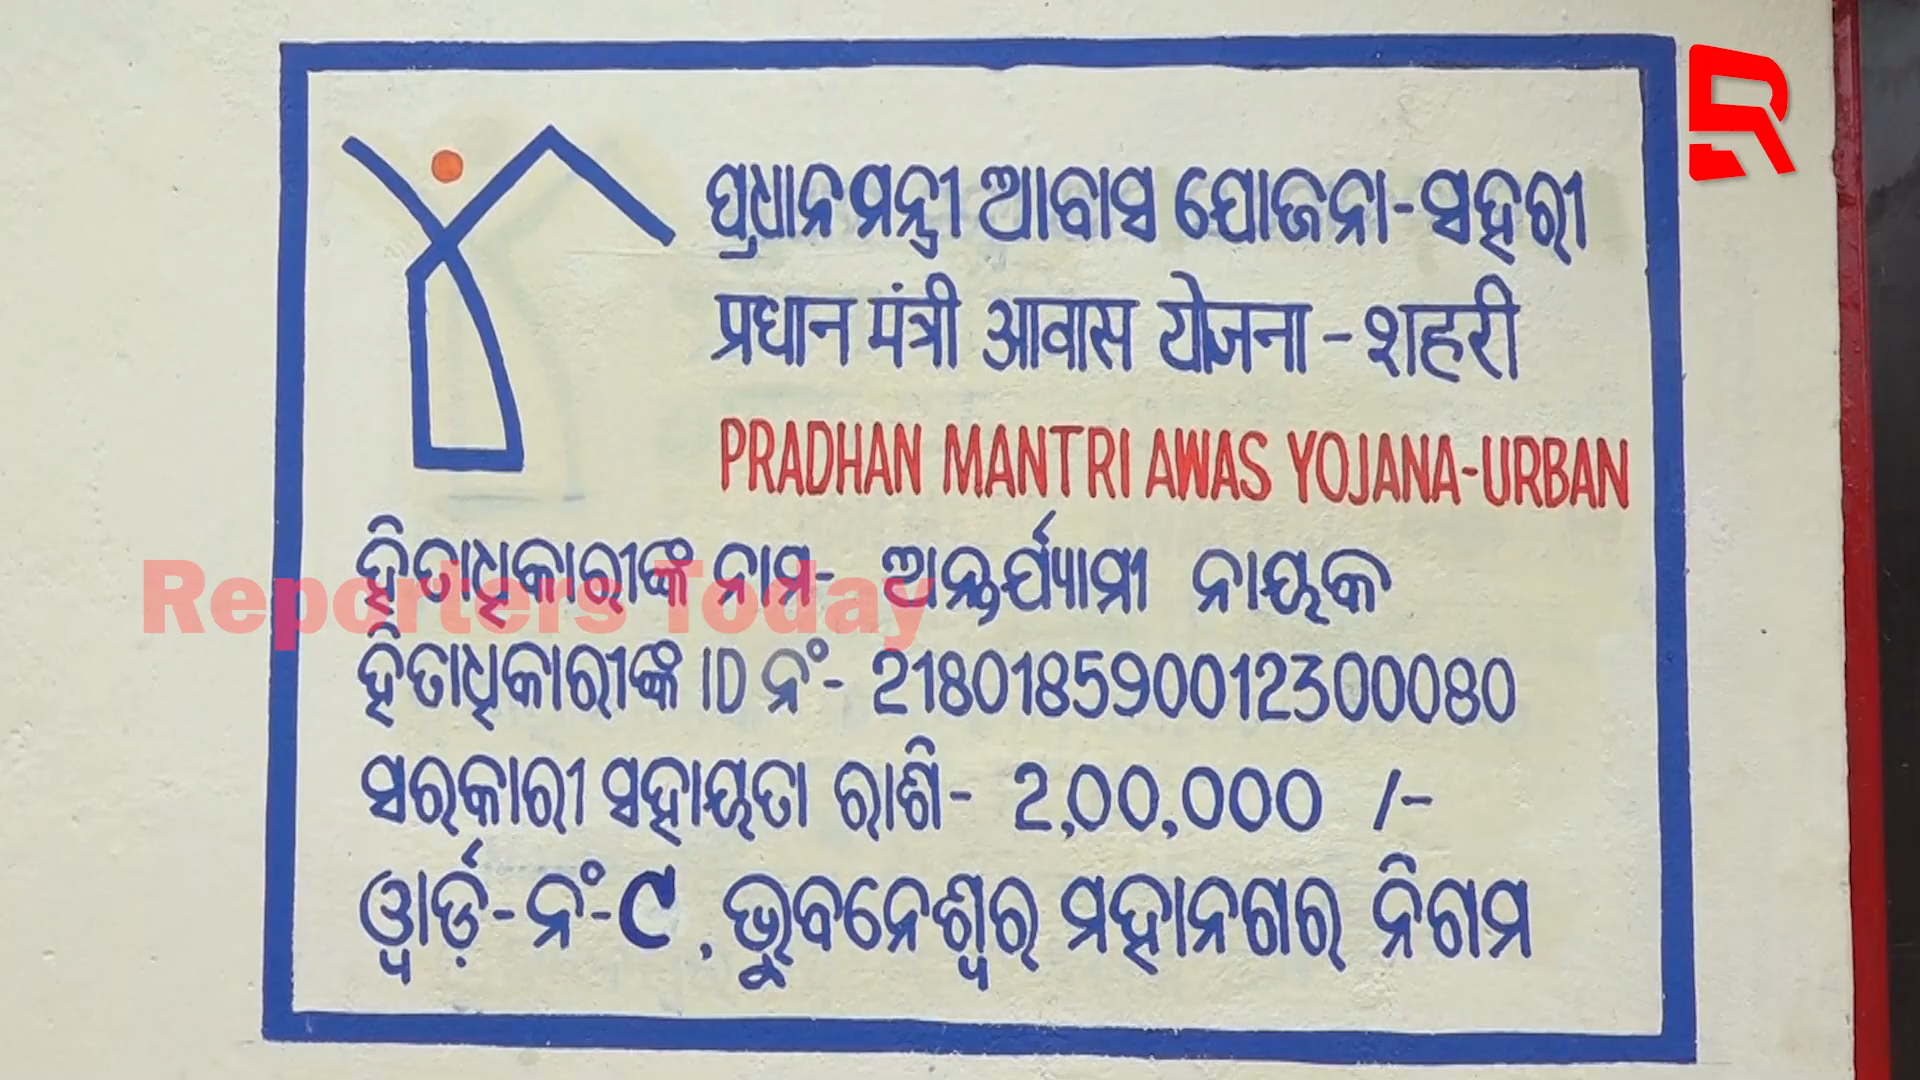 ପ୍ରଧାନମନ୍ତ୍ରୀ ଆବାସ ଯୋଜନା-ସହରୀ
प्रधान मंत्री आवास योजना - शहरी
PRADHAN MANTRI AWAS YOJANA-URBAN
ହିତାଧିକାରୀଙ୍କ ନାମ- ଅନ୍ତର୍ଯ୍ୟାମୀ ନାୟକ
Reporters Today
ହିତାଧିକାରୀଙ୍କ ID ନଂ- 218018590012300080
ସରକାରୀ ସହାୟତା ରାଶି- 2,00,000 /-
ୱାର୍ଡ଼-ନଂ-୯, ଭୁବନେଶ୍ୱର ମହାନଗର ନିଗମ